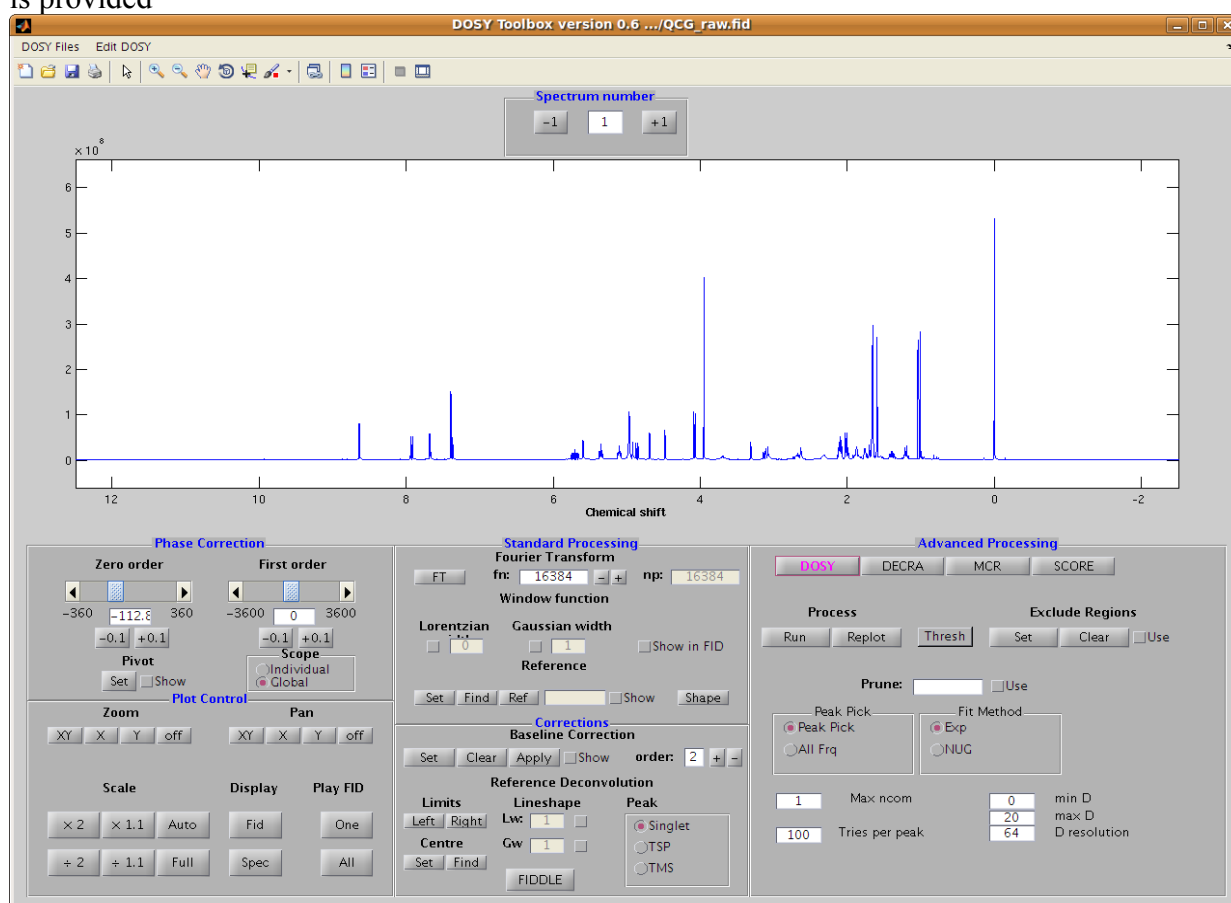 is provided
DOSY Toolbox version 0.6 .../QCG_raw.fid
DOSY Files Edit DOSY
Spectrum number
-1 1 +1
× 10^8
6
5
4
3
2
1
0
12 10 8 6 4 2 0 -2
Chemical shift
Phase Correction
Zero order First order
-360 -112.8 360 -3600 0 3600
-0.1 +0.1 -0.1 +0.1
Pivot Scope
Set Show Individual
Global
Plot Control
Zoom Pan
XY X Y off XY X Y off
Scale Display Play FID
× 2 × 1.1 Auto Fid One
÷ 2 ÷ 1.1 Full Spec All
Standard Processing
Fourier Transform
FT fn: 16384 - + np: 16384
Window function
Lorentzian Gaussian width
0 1 Show in FID
Reference
Set Find Ref Show Shape
Corrections
Baseline Correction
Set Clear Apply Show order: 2 + -
Reference Deconvolution
Limits Lineshape Peak
Left Right Lw: 1 Singlet
Centre Gw 1 TSP
Set Find TMS
FIDDLE
Advanced Processing
DOSY DECRA MCR SCORE
Process Exclude Regions
Run Replot Thresh Set Clear Use
Prune: Use
Peak Pick Fit Method
Peak Pick Exp
All Frq NUG
1 Max ncom 0 min D
20 max D
100 Tries per peak 64 D resolution